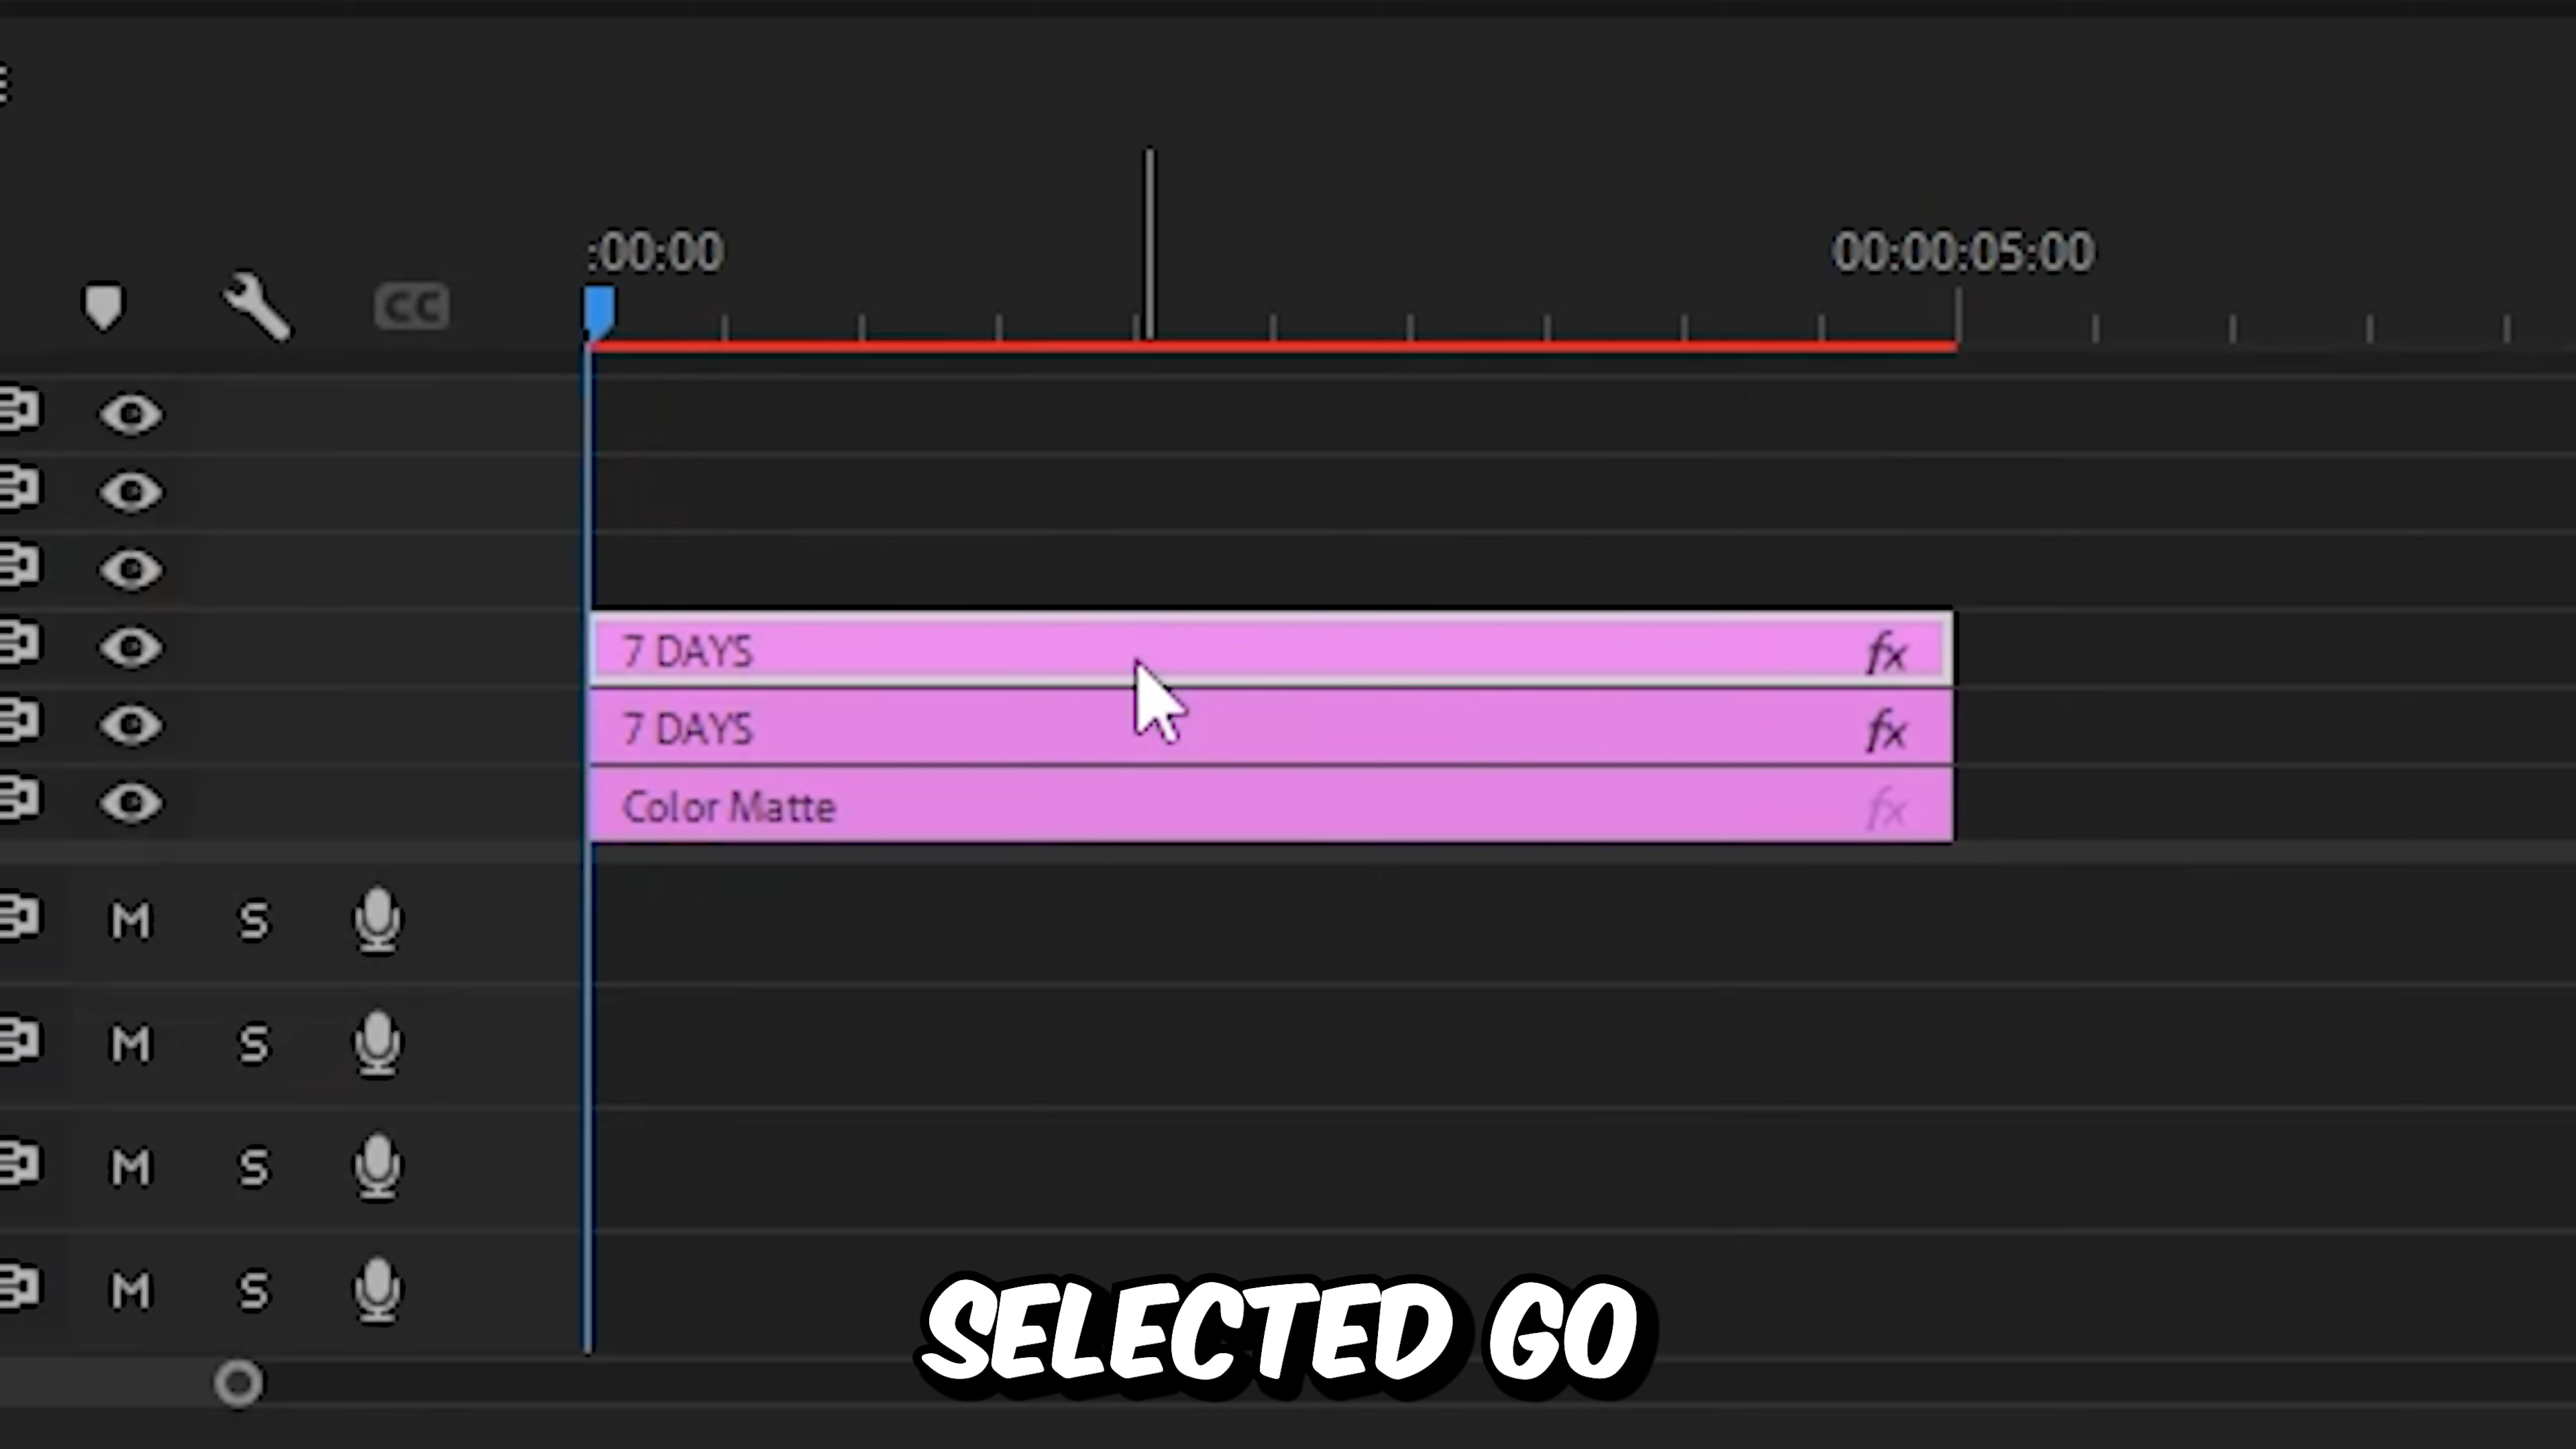 :00:00 00:00:05:00
CC
7 DAYS fx
7 DAYS fx
Color Matte fx
M S
M S
M S
M S
SELECTED GO